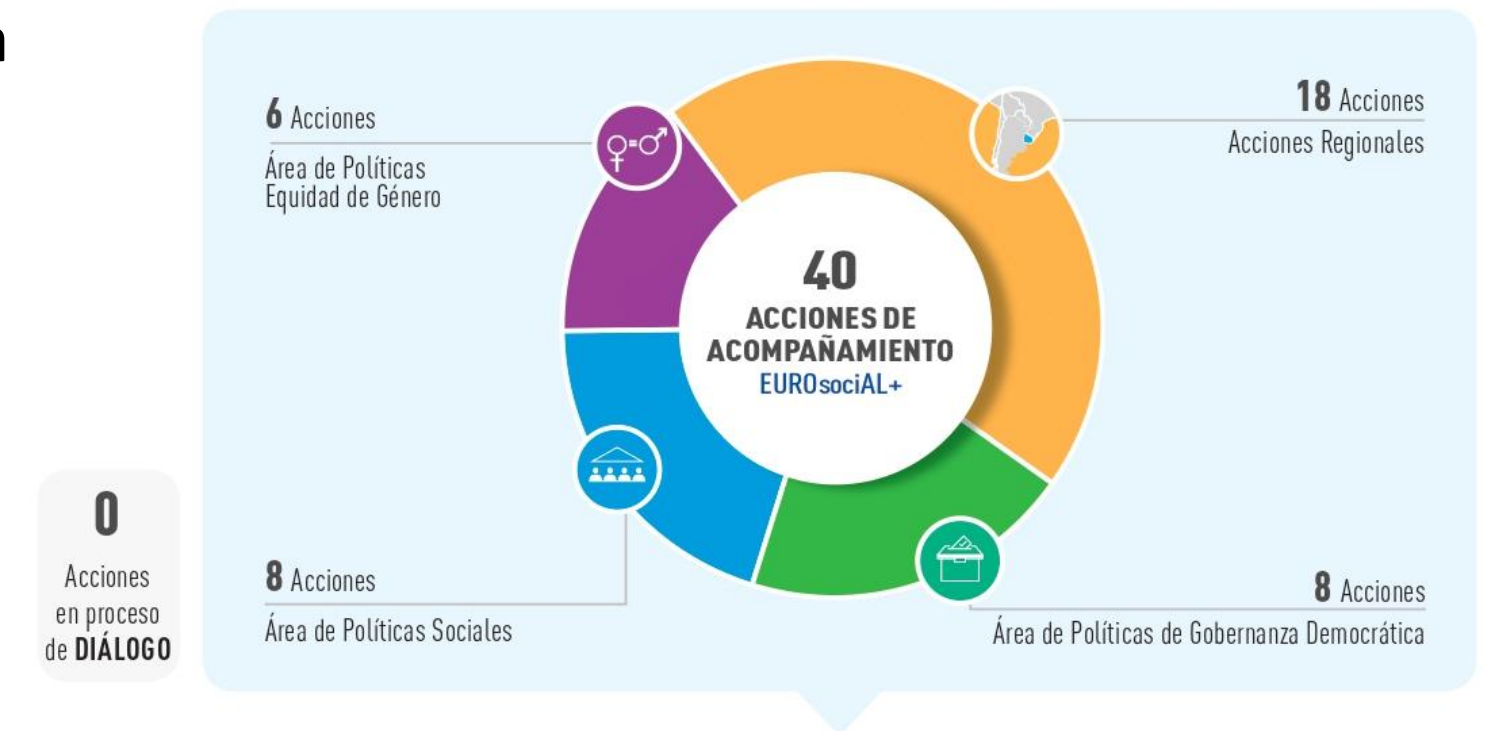 n
6 Acciones
Área de Políticas
Equidad de Género
18 Acciones
Acciones Regionales
40
ACCIONES DE
ACOMPAÑAMIENTO
EUROsociAL+
0
Acciones
en proceso
de DIÁLOGO
8 Acciones
Área de Políticas Sociales
8 Acciones
Área de Políticas de Gobernanza Democrática